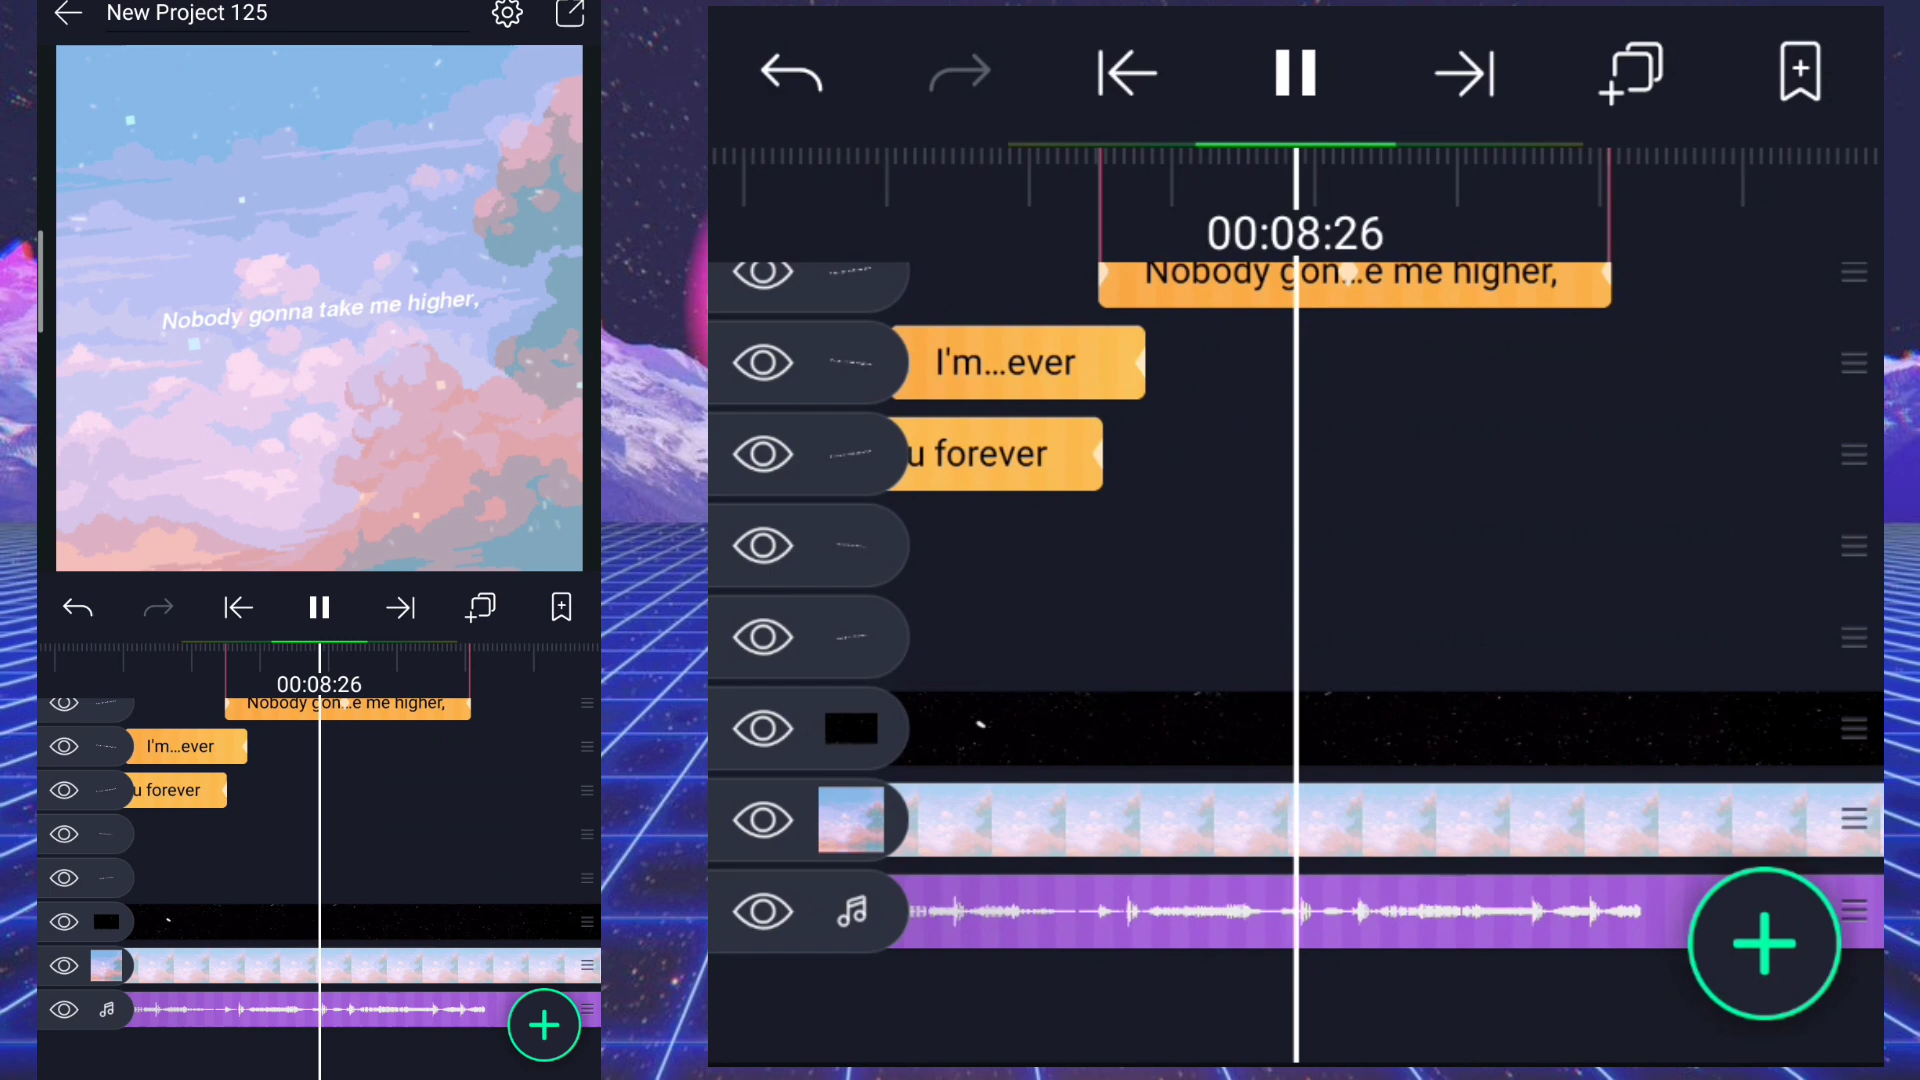 New Project 125
Nobody gonna take me higher,
00:08:26
Nobody gon...e me higher,
I'm...ever
u forever
00:08:26
Nobody gon...e me higher,
I'm...ever
u forever